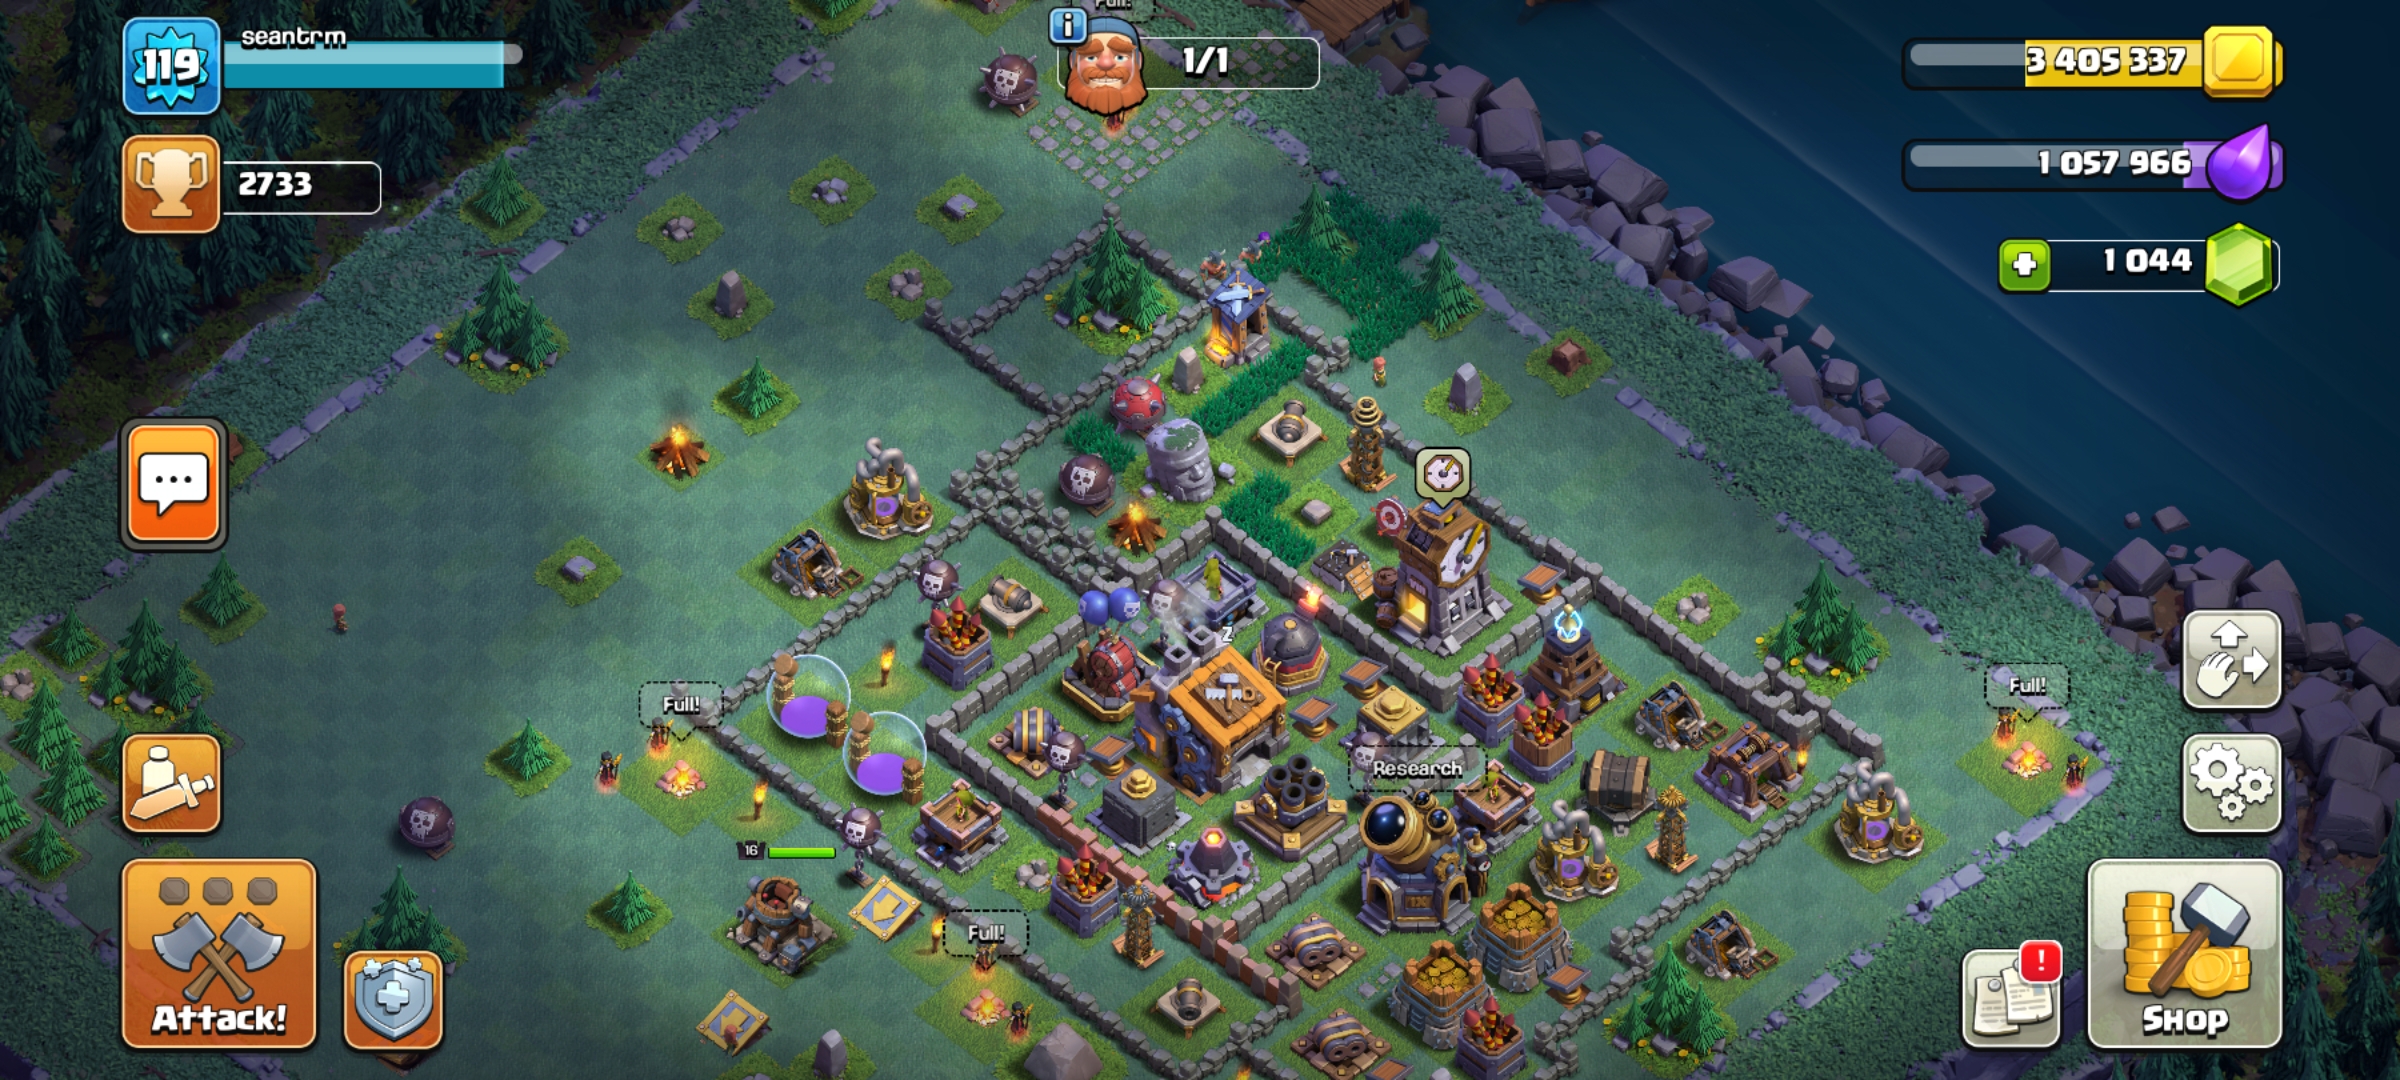 Full!
seantrm
119
1/1
3 405 337
2733
1 057 966
1 044
z
Full!
Full!
Research
16
Full!
Attack!
!
Shop